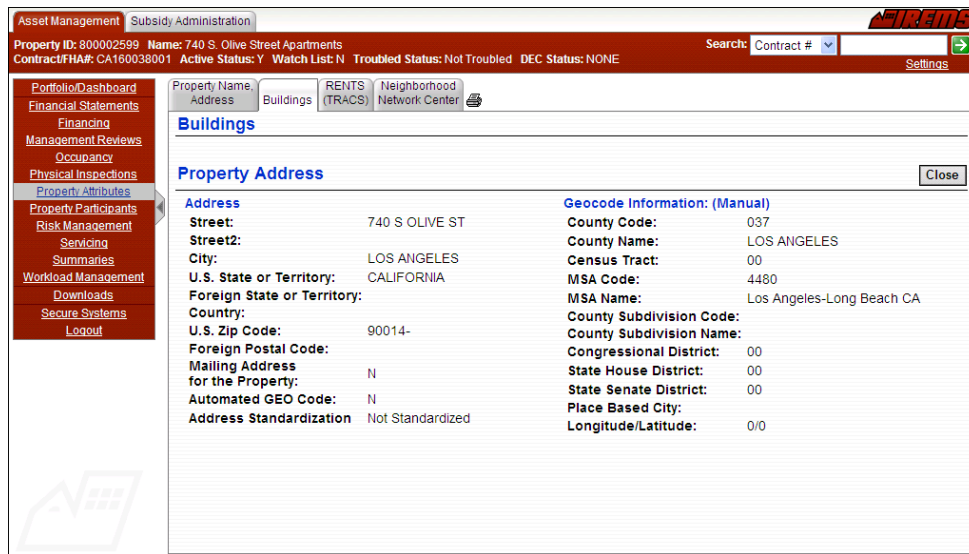 Asset Management Subsidy Administration
iREMS
Property ID: 800002599 Name: 740 S. Olive Street Apartments
Contract/FHA#: CA160038001 Active Status: Y Watch List: N Troubled Status: Not Troubled DEC Status: NONE
Search: Contract #
Settings
Portfolio/Dashboard
Financial Statements
Financing
Management Reviews
Occupancy
Physical Inspections
Property Attributes
Property Participants
Risk Management
Servicing
Summaries
Workload Management
Downloads
Secure Systems
Logout
Property Name, Address
Buildings
RENTS (TRACS)
Neighborhood Network Center
Buildings
Property Address
Close
Address
Street: 740 S OLIVE ST
Street2:
City: LOS ANGELES
U.S. State or Territory: CALIFORNIA
Foreign State or Territory:
Country:
U.S. Zip Code: 90014-
Foreign Postal Code:
Mailing Address
for the Property: N
Automated GEO Code: N
Address Standardization Not Standardized
Geocode Information: (Manual)
County Code: 037
County Name: LOS ANGELES
Census Tract: 00
MSA Code: 4480
MSA Name: Los Angeles-Long Beach CA
County Subdivision Code:
County Subdivision Name:
Congressional District: 00
State House District: 00
State Senate District: 00
Place Based City:
Longitude/Latitude: 0/0